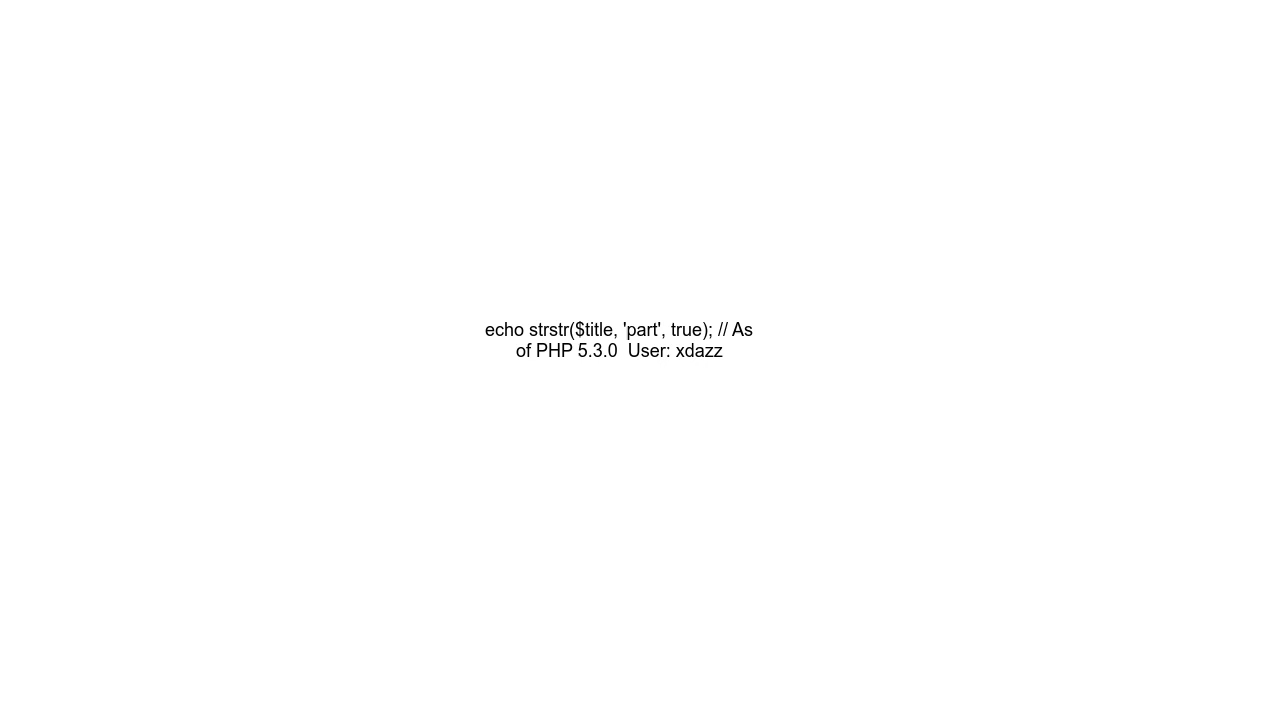 echo strstr($title, 'part', true); // As
of PHP 5.3.0  User: xdazz